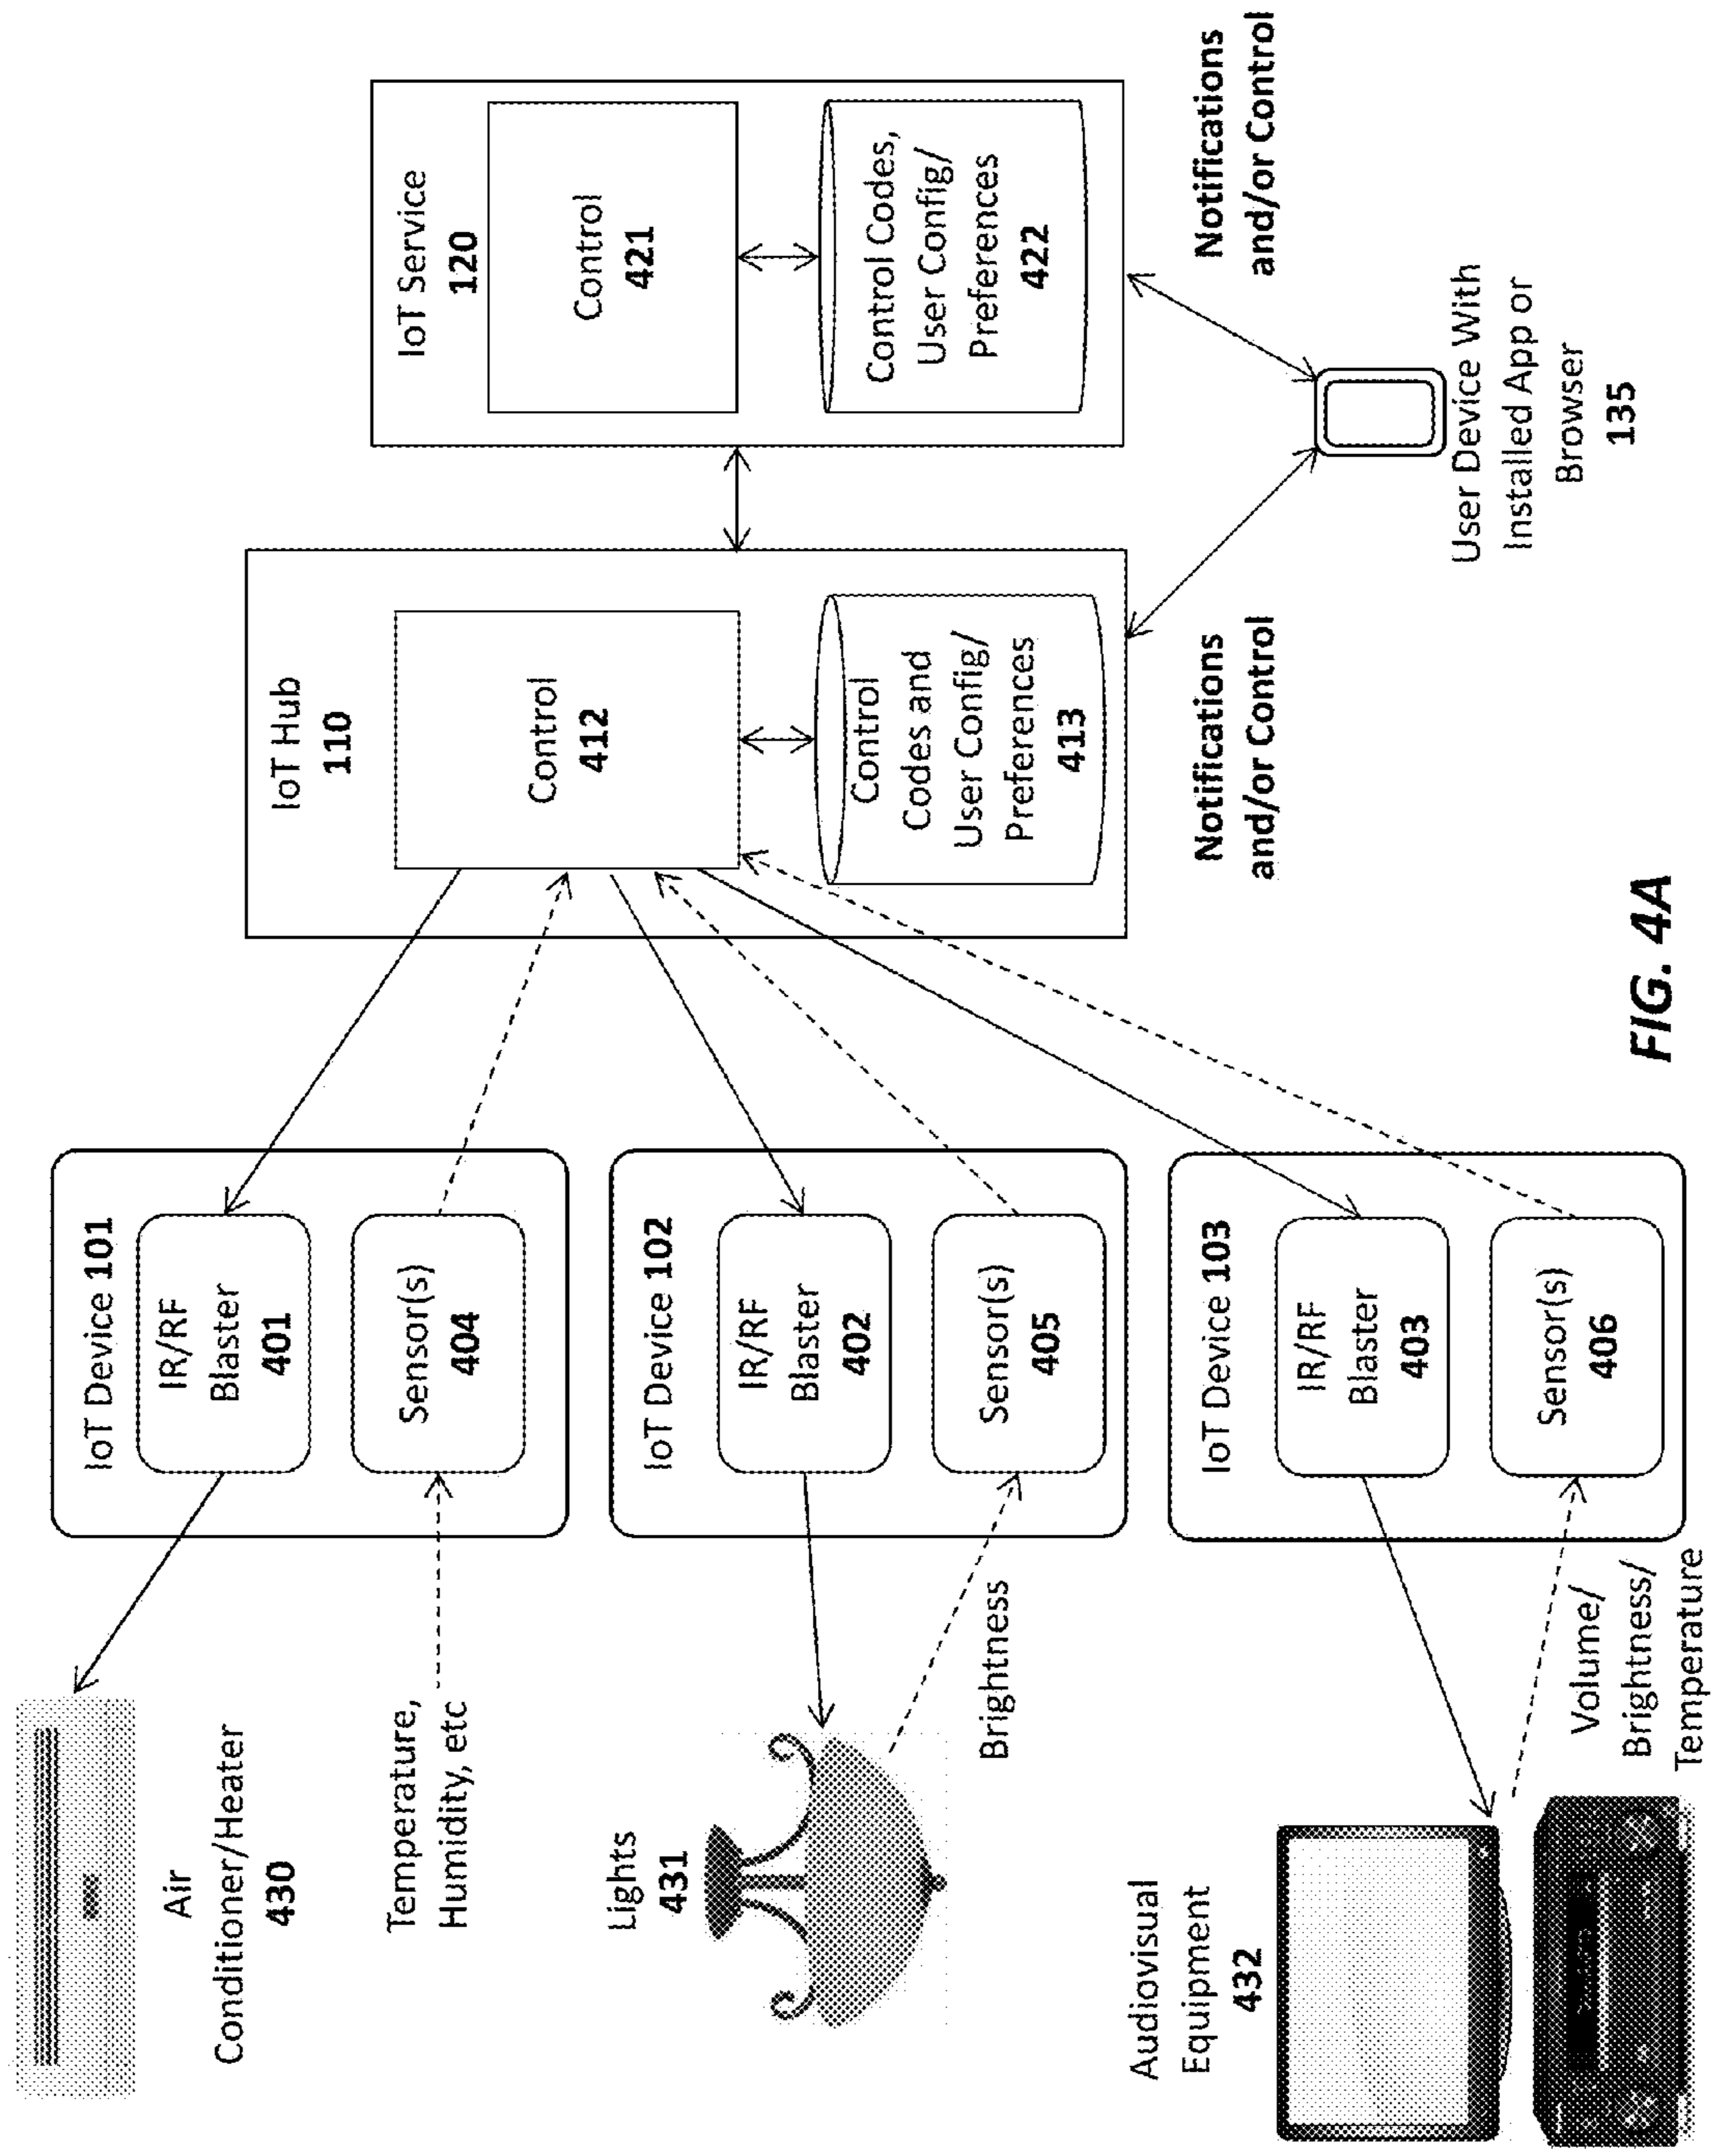 Air
Conditioner/Heater
430
Temperature,
Humidity, etc
Lights
431
Brightness
Audiovisual
Equipment
432
Volume/
Brightness/
Temperature
IoT Device 101
IR/RF
Blaster
401
Sensor(s)
404
IoT Device 102
IR/RF
Blaster
402
Sensor(s)
405
IoT Device 103
IR/RF
Blaster
403
Sensor(s)
406
IoT Hub
110
Control
412
Control
Codes and
User Config/
Preferences
413
Notifications
and/or Control
IoT Service
120
Control
421
Control Codes,
User Config/
Preferences
422
Notifications
and/or Control
User Device With
Installed App or
Browser
135
FIG. 4A